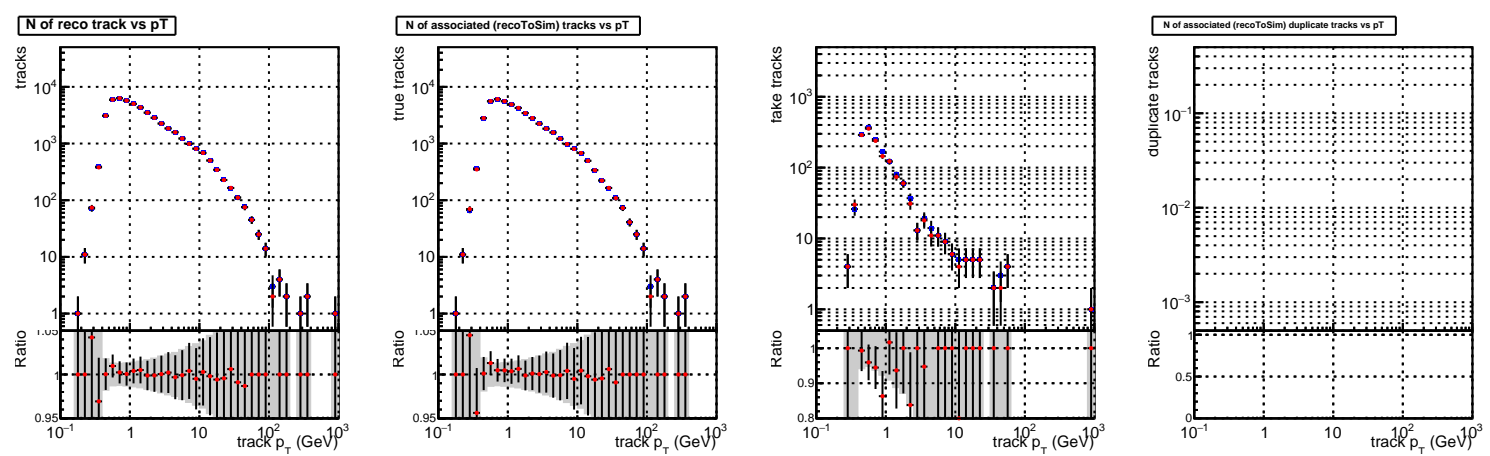 N of reco track vs pT
true tracks
10⁴
10³
10²
10
1
Ratio
1.05
1
0.95
10⁻¹ 1 10 10² 10³
track p_T (GeV)
N of associated (recoToSim) tracks vs pT
true tracks
10⁴
10³
10²
10
1
Ratio
1.05
1
0.95
10⁻¹ 1 10 10² 10³
track p_T (GeV)
fake tracks
10³
10²
10
1
Ratio
1
0.9
0.8
10⁻¹ 1 10 10² 10³
track p_T (GeV)
N of associated (recoToSim) duplicate tracks vs pT
duplicate tracks
10⁻¹
10⁻²
10⁻³
Ratio
1
0.5
0
10⁻¹ 1 10 10² 10³
track p_T (GeV)